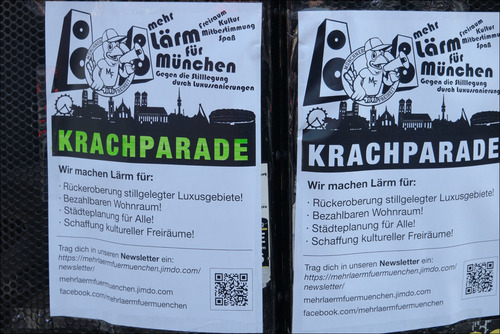 mehr
Lärm
für
München
Freiraum
Kultur
Mitbestimmung
Spaß
Gegen die Stilllegung
durch Luxussanierungen
KRACHPARADE
Wir machen Lärm für:
· Rückeroberung stillgelegter Luxusgebiete!
· Bezahlbaren Wohnraum!
· Städteplanung für Alle!
· Schaffung kultureller Freiräume!
Trag dich in unseren Newsletter ein:
https://mehrlaermfuermuenchen.jimdo.com/
newsletter/
mehrlaermfuermuenchen.jimdo.com
facebook.com/mehrlaermfuermuenchen
mehr
Lärm
für
München
Freiraum
Kultur
Mitbestimmung
Spaß
Gegen die Stilllegung
durch Luxussanierungen
KRACHPARADE
Wir machen Lärm für:
· Rückeroberung stillgelegter Luxusgebiete!
· Bezahlbaren Wohnraum!
· Städteplanung für Alle!
· Schaffung kultureller Freiräume!
Trag dich in unseren Newsletter ein:
https://mehrlaermfuermuenchen.jimdo.com/
newsletter/
mehrlaermfuermuenchen.jimdo.com
facebook.com/mehrlaermfuermuenchen